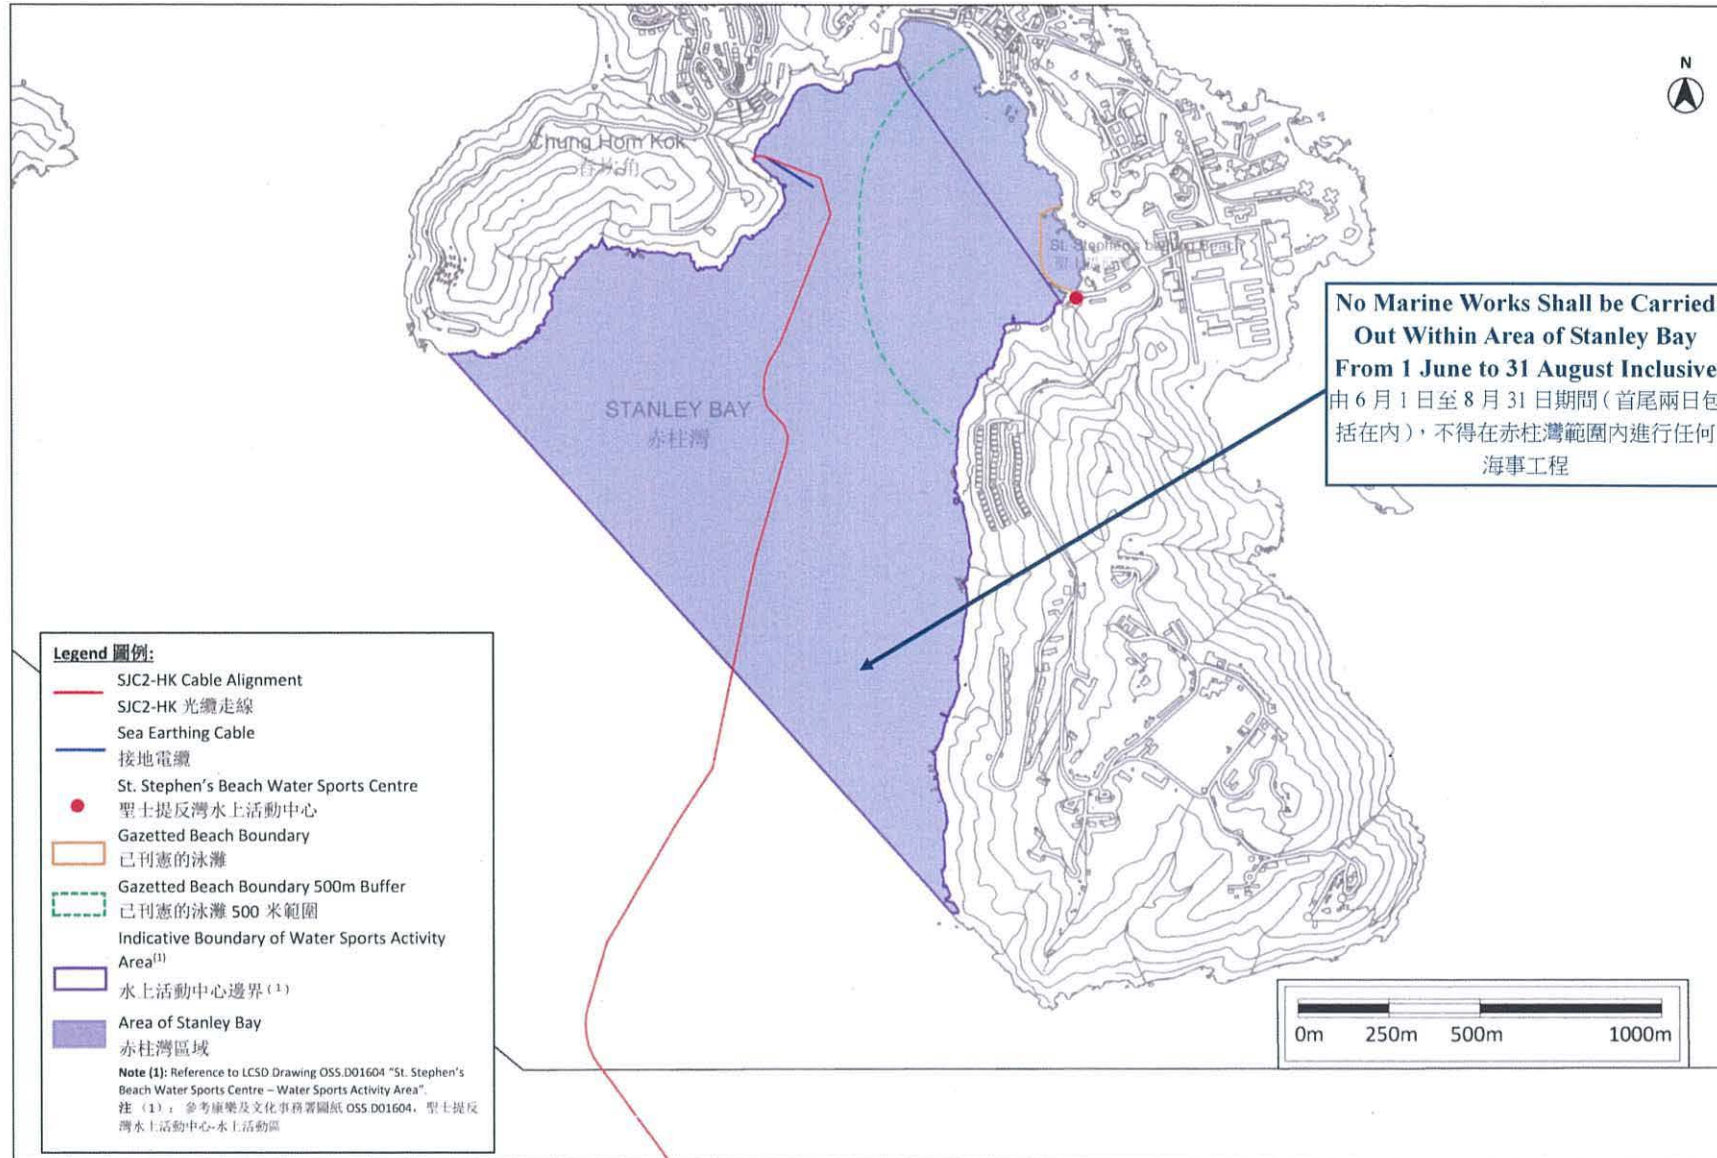 N
Chung Hom Kok
春坎角
St. Stephen's bathing Beach
STANLEY BAY
赤柱灣
No Marine Works Shall be Carried
Out Within Area of Stanley Bay
From 1 June to 31 August Inclusive
由 6 月 1 日至 8 月 31 日期間（首尾兩日包
括在內），不得在赤柱灣範圍內進行任何
海事工程
Legend 圖例:
SJC2-HK Cable Alignment
SJC2-HK 光纜走線
Sea Earthing Cable
接地電纜
St. Stephen's Beach Water Sports Centre
聖士提反灣水上活動中心
Gazetted Beach Boundary
已刊憲的泳灘
Gazetted Beach Boundary 500m Buffer
已刊憲的泳灘 500 米範圍
Indicative Boundary of Water Sports Activity
Area(1)
水上活動中心邊界(1)
Area of Stanley Bay
赤柱灣區域
Note (1): Reference to LCSD Drawing OSS.D01604 "St. Stephen's
Beach Water Sports Centre – Water Sports Activity Area".
注 （1）： 參考康樂及文化事務署圖紙 OSS.D01604，聖士提反
灣水上活動中心-水上活動區
0m 250m 500m 1000m